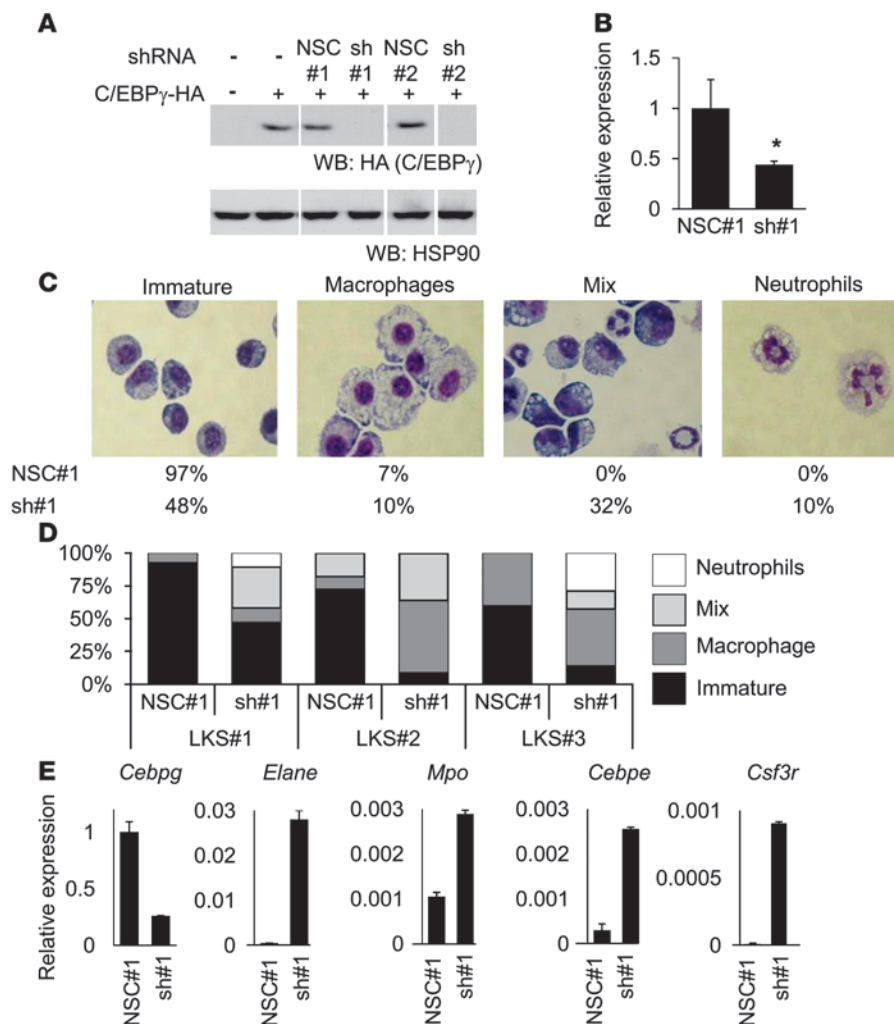 A
shRNA - - NSC #1 sh #1 NSC #2 sh #2
C/EBPγ-HA - + + + + +
WB: HA (C/EBPγ)
WB: HSP90
B
Relative expression
1.5
1
0.5
0
*
NSC#1 sh#1
C
Immature Macrophages Mix Neutrophils
NSC#1 97% 7% 0% 0%
sh#1 48% 10% 32% 10%
D
100%
75%
50%
25%
0%
NSC#1 sh#1 NSC#1 sh#1 NSC#1 sh#1
LKS#1 LKS#2 LKS#3
Neutrophils
Mix
Macrophage
Immature
E
Cebpg Elane Mpo Cebpe Csf3r
Relative expression
1
0.5
0
NSC#1 sh#1
0.03
0.02
0.01
0
NSC#1 sh#1
0.003
0.002
0.001
0
NSC#1 sh#1
0.003
0.002
0.001
0
NSC#1 sh#1
0.001
0.0005
0
NSC#1 sh#1